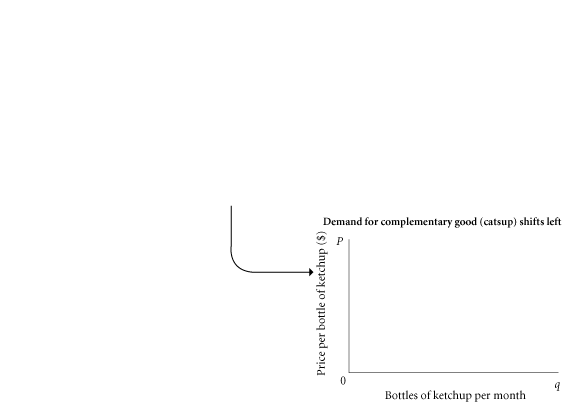 Demand for complementary good (catsup) shifts left
P
Price per bottle of ketchup ($)
0
q
Bottles of ketchup per month